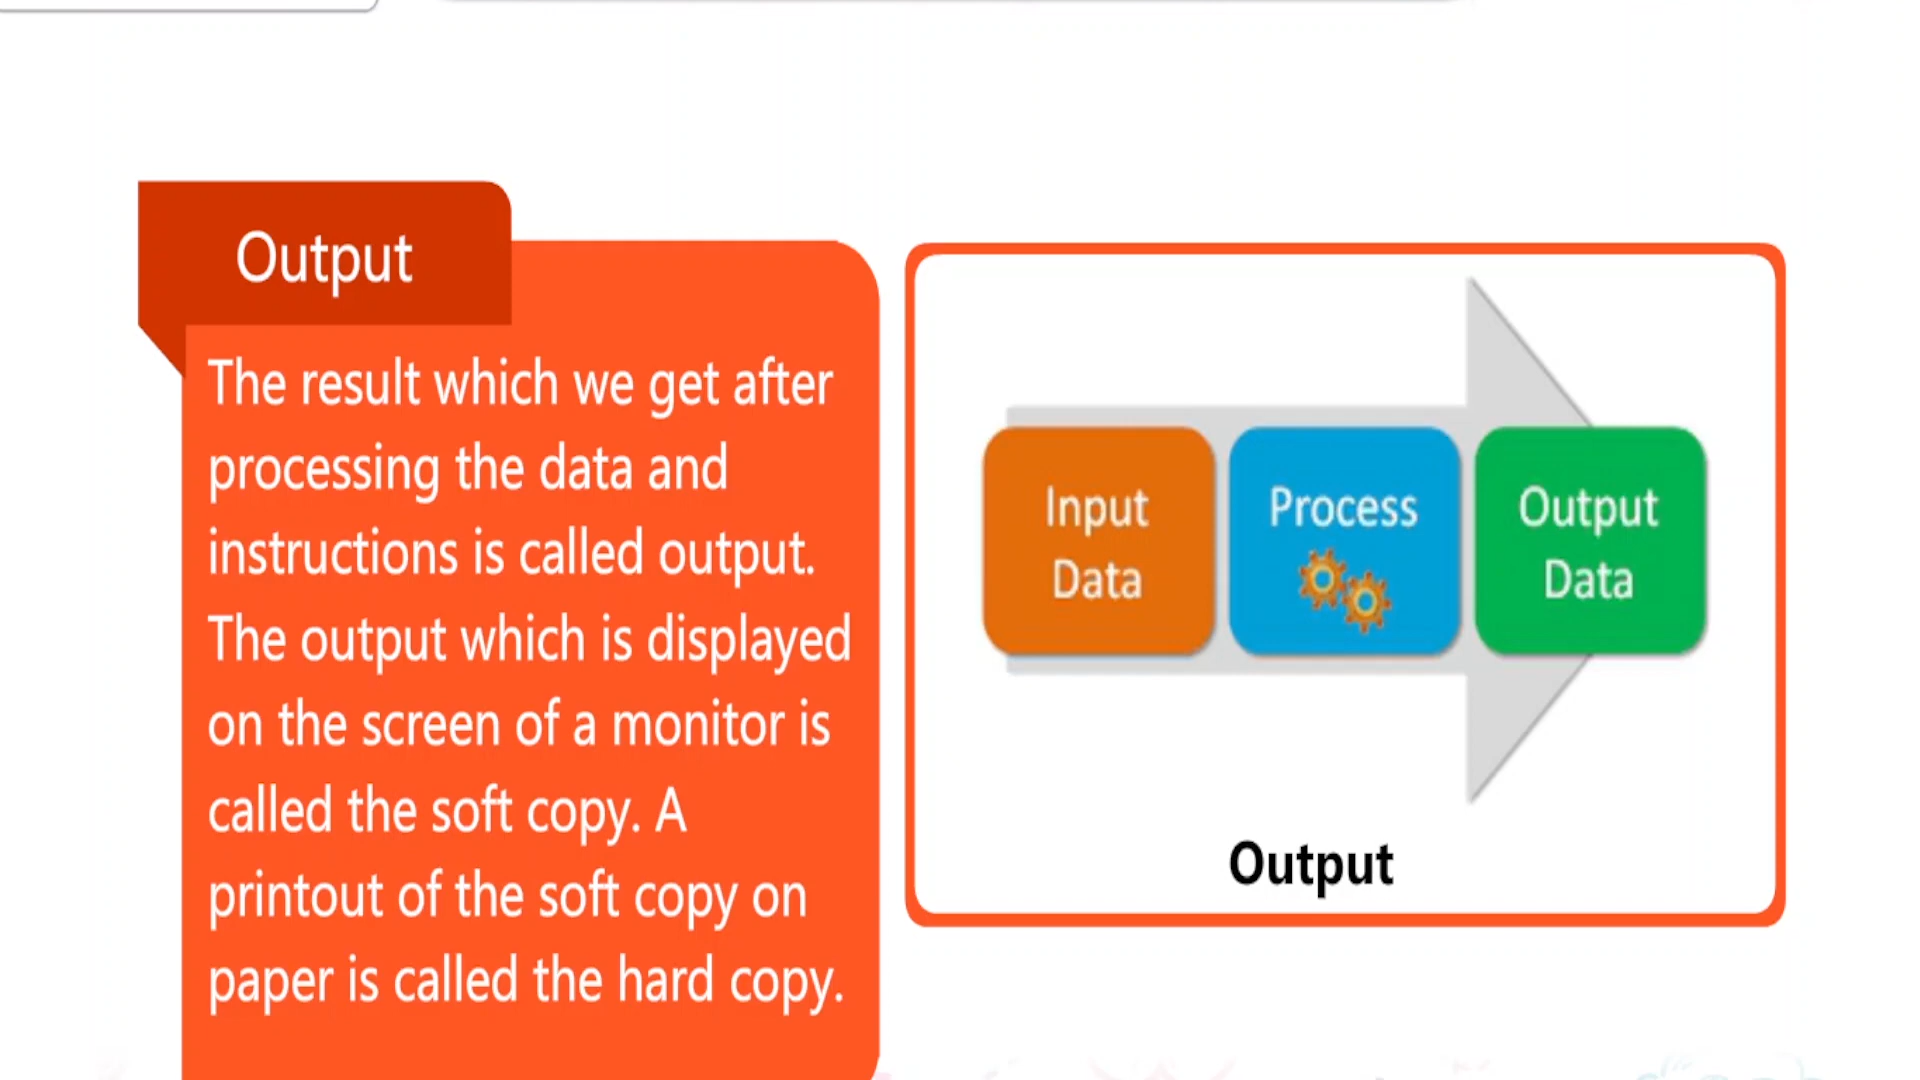 Output
The result which we get after
processing the data and
instructions is called output.
The output which is displayed
on the screen of a monitor is
called the soft copy. A
printout of the soft copy on
paper is called the hard copy.
Input
Data
Process
Output
Data
Output